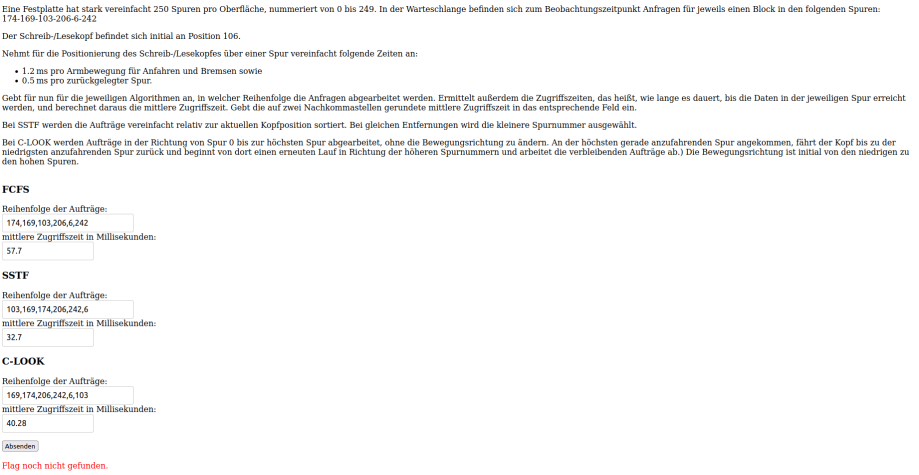 Eine Festplatte hat stark vereinfacht 250 Spuren pro Oberfläche, nummeriert von 0 bis 249. In der Warteschlange befinden sich zum Beobachtungszeitpunkt Anfragen für jeweils einen Block in den folgenden Spuren:
174-169-103-206-6-242
Der Schreib-/Lesekopf befindet sich initial an Position 106.
Nehmt für die Positionierung des Schreib-/Lesekopfes über einer Spur vereinfacht folgende Zeiten an:
• 1.2 ms pro Armbewegung für Anfahren und Bremsen sowie
• 0.5 ms pro zurückgelegter Spur.
Gebt für nun für die jeweiligen Algorithmen an, in welcher Reihenfolge die Anfragen abgearbeitet werden. Ermittelt außerdem die Zugriffszeiten, das heißt, wie lange es dauert, bis die Daten in der jeweiligen Spur erreicht
werden, und berechnet daraus die mittlere Zugriffszeit. Gebt die auf zwei Nachkommastellen gerundete mittlere Zugriffszeit in das entsprechende Feld ein.
Bei SSTF werden die Aufträge vereinfacht relativ zur aktuellen Kopfposition sortiert. Bei gleichen Entfernungen wird die kleinere Spurnummer ausgewählt.
Bei C-LOOK werden Aufträge in der Richtung von Spur 0 bis zur höchsten Spur abgearbeitet, ohne die Bewegungsrichtung zu ändern. An der höchsten gerade anzufahrenden Spur angekommen, fährt der Kopf bis zu der
niedrigsten anzufahrenden Spur zurück und beginnt von dort einen erneuten Lauf in Richtung der höheren Spurnummern und arbeitet die verbleibenden Aufträge ab.) Die Bewegungsrichtung ist initial von den niedrigen zu
den hohen Spuren.
FCFS
Reihenfolge der Aufträge:
174,169,103,206,6,242
mittlere Zugriffszeit in Millisekunden:
57.7
SSTF
Reihenfolge der Aufträge:
103,169,174,206,242,6
mittlere Zugriffszeit in Millisekunden:
32.7
C-LOOK
Reihenfolge der Aufträge:
169,174,206,242,6,103
mittlere Zugriffszeit in Millisekunden:
40.28
Absenden
Flag noch nicht gefunden.